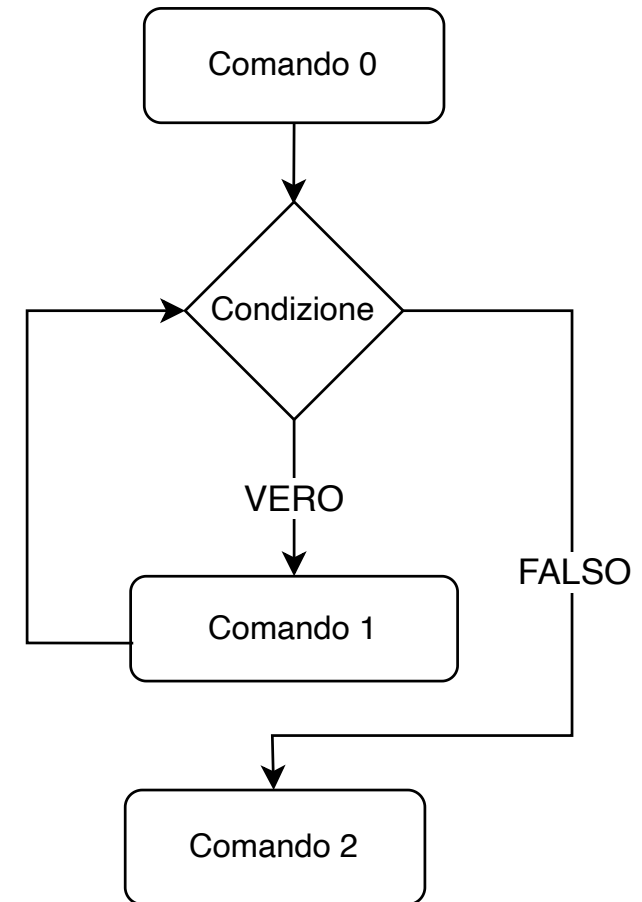 Comando 0
Condizione
VERO
FALSO
Comando 1
Comando 2